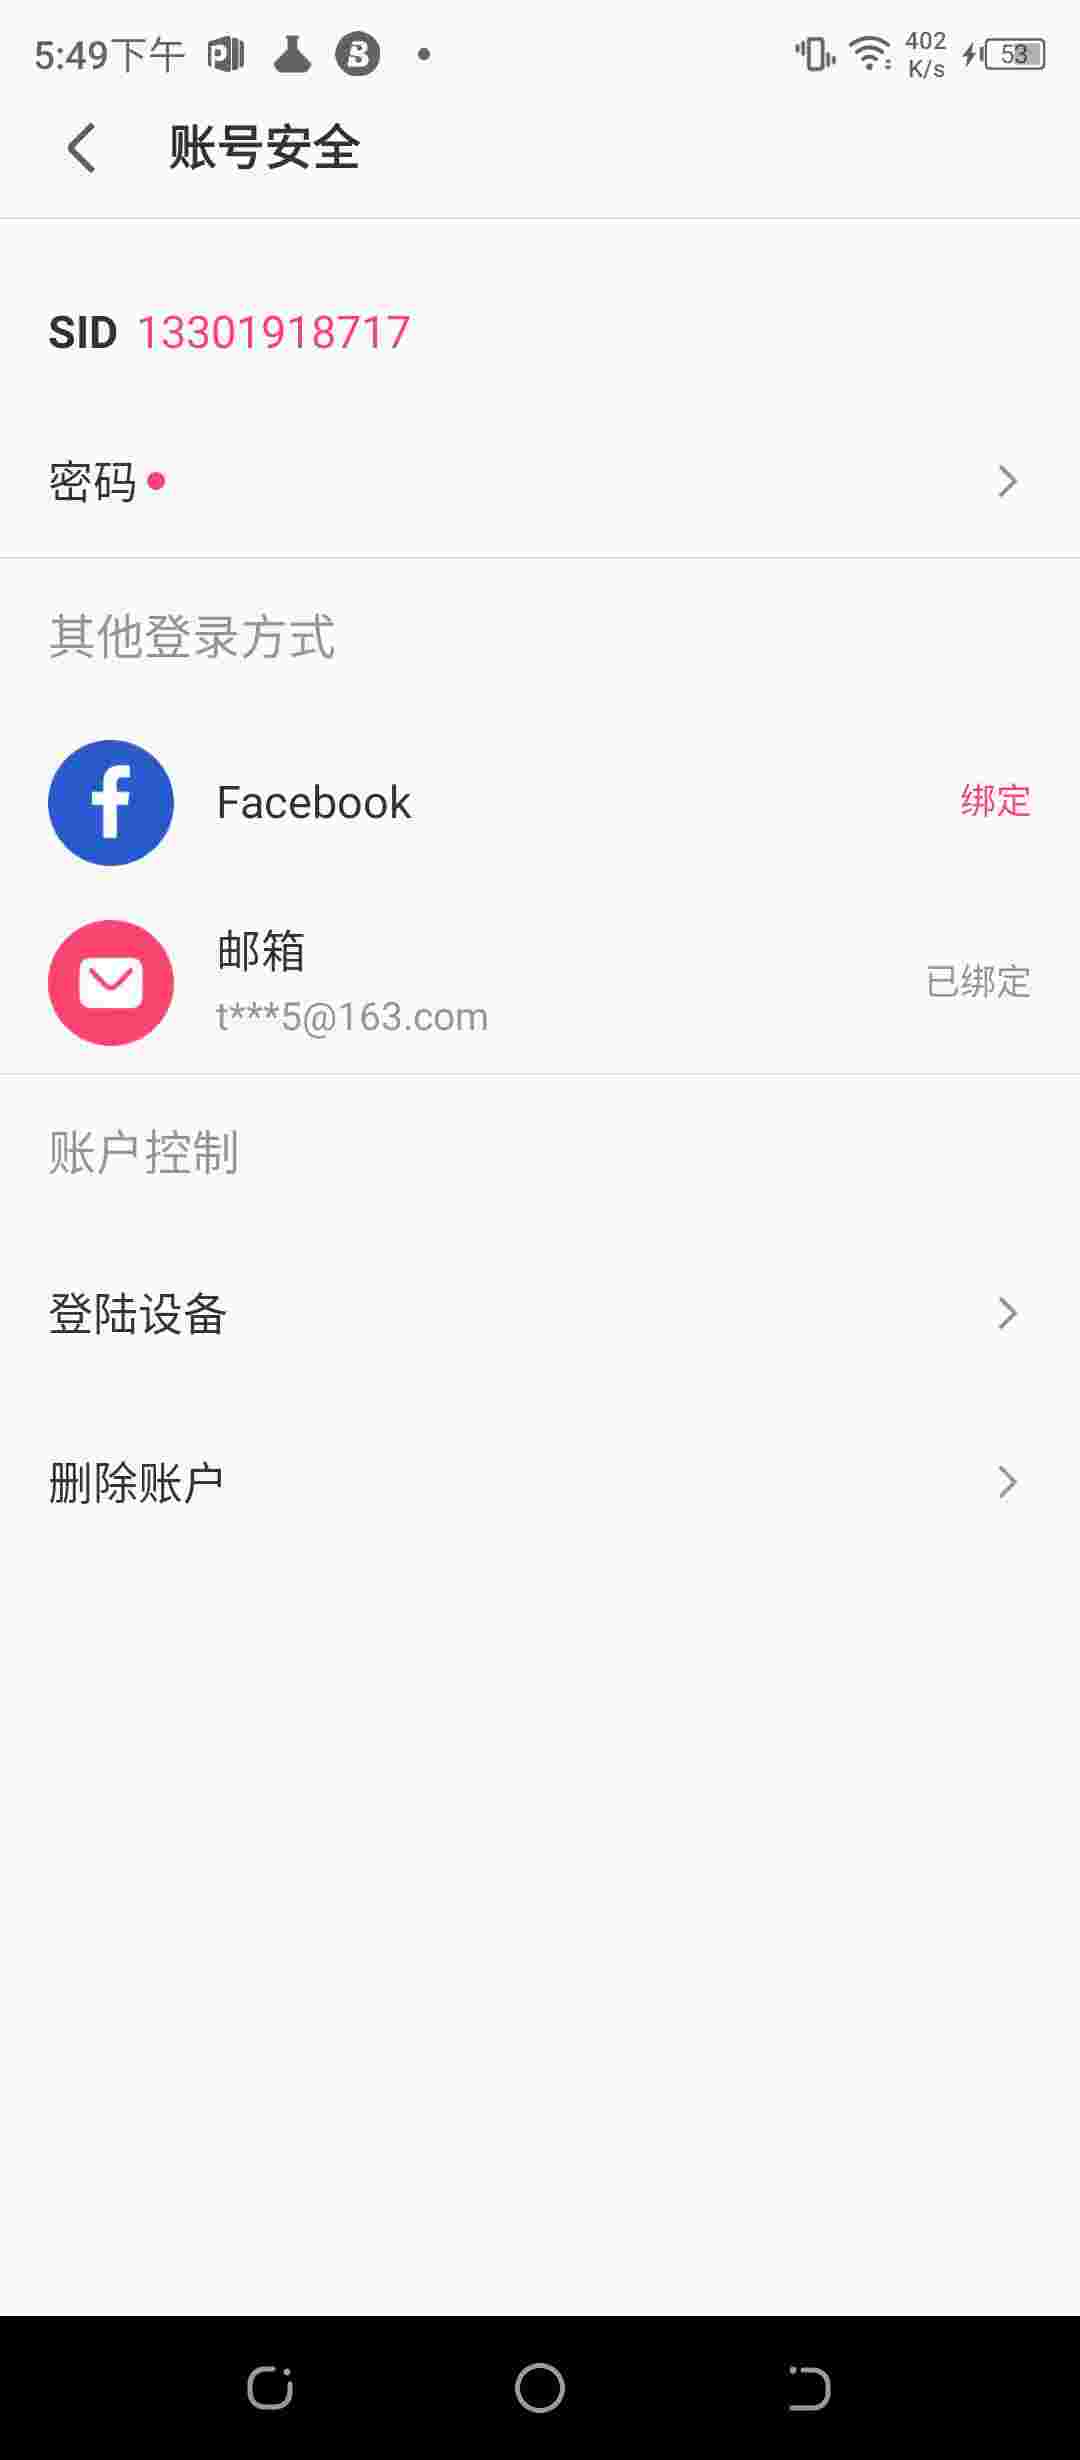 5:49下午
402
K/s
53
账号安全
SID 13301918717
密码
其他登录方式
Facebook
绑定
邮箱
t***5@163.com
已绑定
账户控制
登陆设备
删除账户